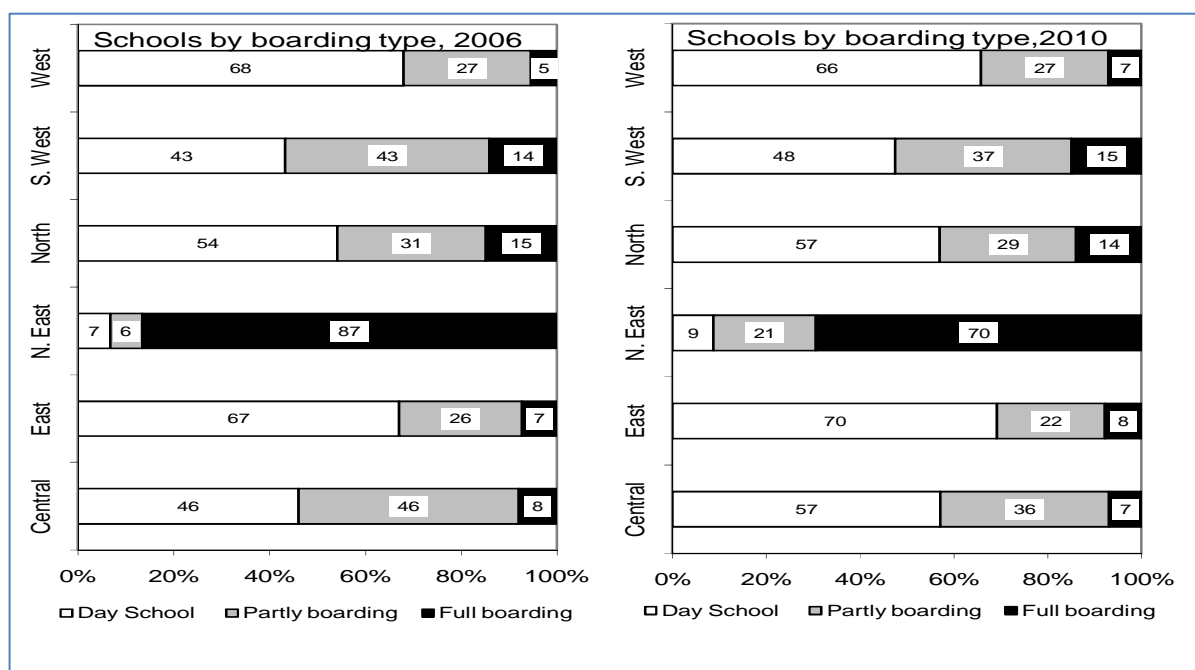 Schools by boarding type, 2006
West
68
27
5
S. West
43
43
14
North
54
31
15
N. East
7
6
87
East
67
26
7
Central
46
46
8
0% 20% 40% 60% 80% 100%
Day School Partly boarding Full boarding
Schools by boarding type,2010
West
66
27
7
S. West
48
37
15
North
57
29
14
N. East
9
21
70
East
70
22
8
Central
57
36
7
0% 20% 40% 60% 80% 100%
Day School Partly boarding Full boarding